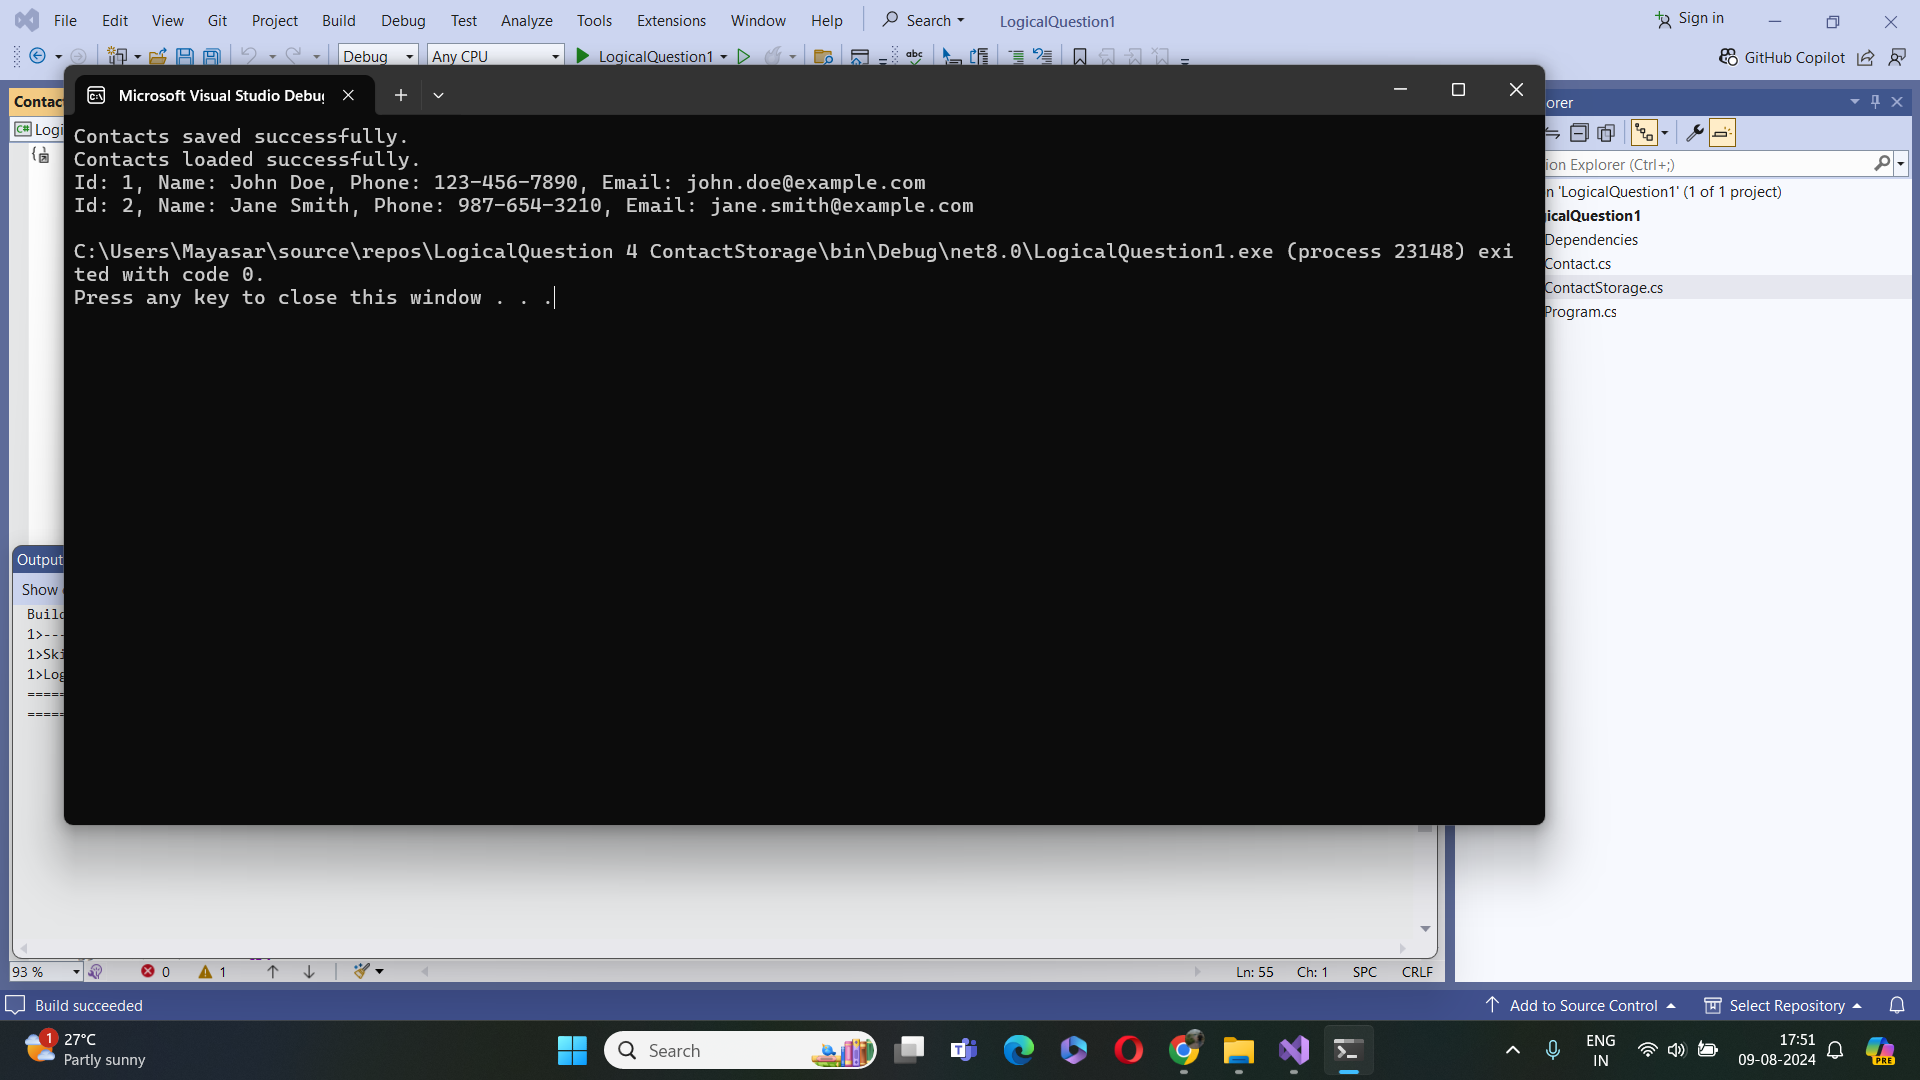 File Edit View Git Project Build Debug Test Analyze Tools Extensions Window Help Search LogicalQuestion1 Sign in
Debug Any CPU LogicalQuestion1 GitHub Copilot
Microsoft Visual Studio Debug
Contacts saved successfully.
Contacts loaded successfully.
Id: 1, Name: John Doe, Phone: 123-456-7890, Email: john.doe@example.com
Id: 2, Name: Jane Smith, Phone: 987-654-3210, Email: jane.smith@example.com
C:\Users\Mayasar\source\repos\LogicalQuestion 4 ContactStorage\bin\Debug\net8.0\LogicalQuestion1.exe (process 23148) exi
ted with code 0.
Press any key to close this window . . .
Contac
Logi
orer
ion Explorer (Ctrl+;)
n 'LogicalQuestion1' (1 of 1 project)
icalQuestion1
Dependencies
Contact.cs
ContactStorage.cs
Program.cs
Output
Show
Build
1>---
1>Ski
1>Log
=====
=====
93 % 0 1 Ln: 55 Ch: 1 SPC CRLF
Build succeeded Add to Source Control Select Repository
1 27°C
Partly sunny
Search
ENG
IN
17:51
09-08-2024
PRE